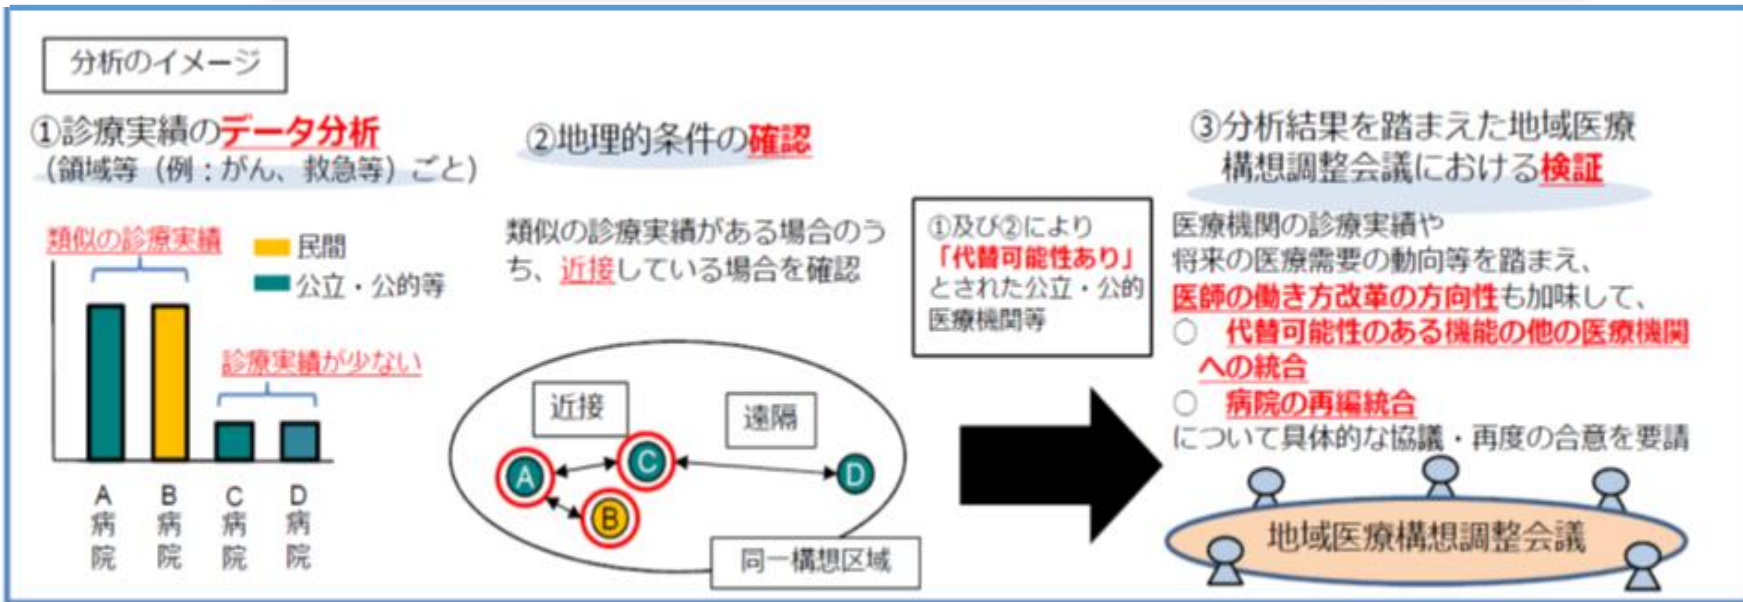 分析のイメージ
①診療実績のデータ分析
（領域等（例：がん、救急等）ごと）
類似の診療実績
民間
公立・公的等
診療実績が少ない
A病院
B病院
C病院
D病院
②地理的条件の確認
類似の診療実績がある場合のう
ち、近接している場合を確認
近接
遠隔
A
C
D
B
同一構想区域
①及び②により
「代替可能性あり」
とされた公立・公的
医療機関等
③分析結果を踏まえた地域医療
構想調整会議における検証
医療機関の診療実績や
将来の医療需要の動向等を踏まえ、
医師の働き方改革の方向性も加味して、
○　代替可能性のある機能の他の医療機関
への統合
○　病院の再編統合
について具体的な協議・再度の合意を要請
地域医療構想調整会議